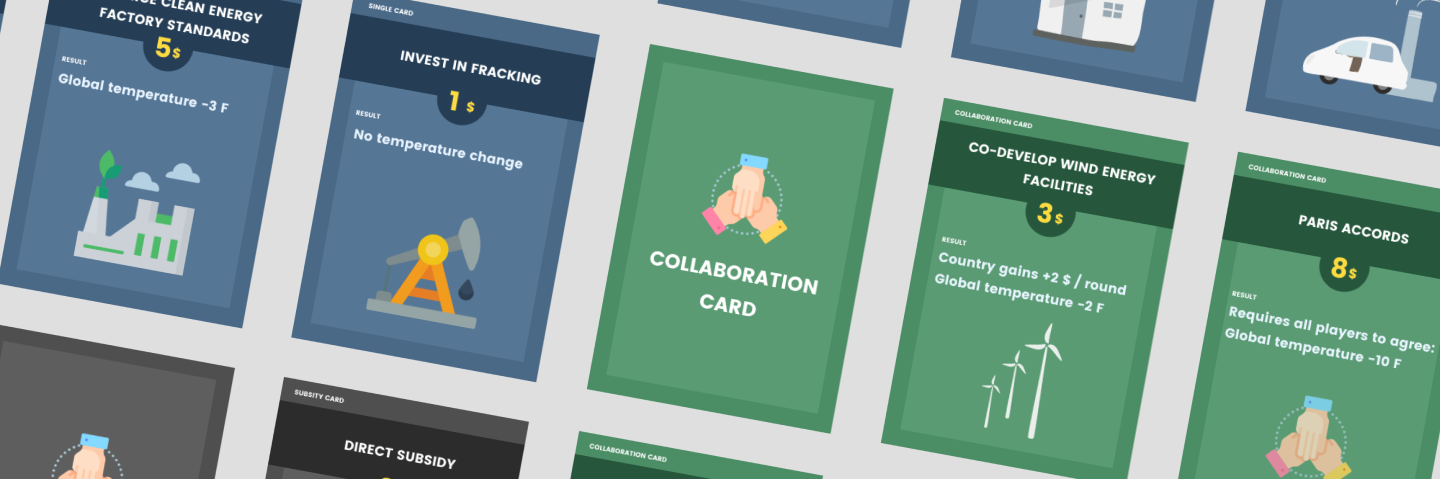 CLEAN ENERGY
FACTORY STANDARDS
5$
RESULT
Global temperature -3 F
SINGLE CARD
INVEST IN FRACKING
1 $
RESULT
No temperature change
COLLABORATION
CARD
COLLABORATION CARD
CO-DEVELOP WIND ENERGY
FACILITIES
3$
RESULT
Country gains +2 $ / round
Global temperature -2 F
COLLABORATION CARD
PARIS ACCORDS
8$
RESULT
Requires all players to agree:
Global temperature -10 F
SUBSITY CARD
DIRECT SUBSIDY
COLLABORATION CARD